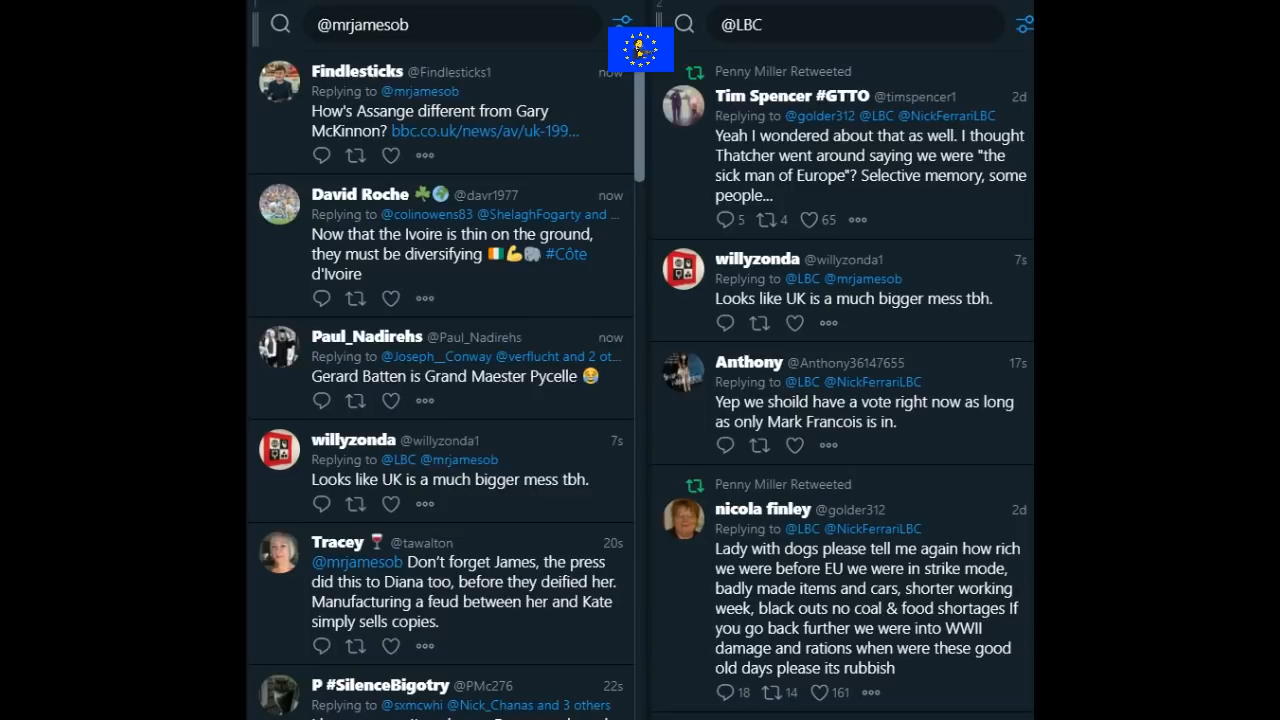 @mrjamesob
Findlesticks @Findlesticks1 now
Replying to @mrjamesob
How's Assange different from Gary
McKinnon? bbc.co.uk/news/av/uk-199...
David Roche ☘️🌍 @davr1977 now
Replying to @colinowens83 @ShelaghFogarty and ...
Now that the Ivoire is thin on the ground,
they must be diversifying 🇨🇮💪🐘 #Côte
d'Ivoire
Paul_Nadirehs @Paul_Nadirehs now
Replying to @Joseph__Conway @verflucht and 2 ot...
Gerard Batten is Grand Maester Pycelle 😂
willyzonda @willyzonda1 7s
Replying to @LBC @mrjamesob
Looks like UK is a much bigger mess tbh.
Tracey 🍷 @tawalton 20s
@mrjamesob Don't forget James, the press
did this to Diana too, before they deified her.
Manufacturing a feud between her and Kate
simply sells copies.
P #SilenceBigotry @PMc276 22s
Replying to @sxmcwhi @Nick_Chanas and 3 others
2
@LBC
Penny Miller Retweeted
Tim Spencer #GTTO @timspencer1 2d
Replying to @golder312 @LBC @NickFerrariLBC
Yeah I wondered about that as well. I thought
Thatcher went around saying we were "the
sick man of Europe"? Selective memory, some
people...
5 4 65
willyzonda @willyzonda1 7s
Replying to @LBC @mrjamesob
Looks like UK is a much bigger mess tbh.
Anthony @Anthony36147655 17s
Replying to @LBC @NickFerrariLBC
Yep we shoild have a vote right now as long
as only Mark Francois is in.
Penny Miller Retweeted
nicola finley @golder312 2d
Replying to @LBC @NickFerrariLBC
Lady with dogs please tell me again how rich
we were before EU we were in strike mode,
badly made items and cars, shorter working
week, black outs no coal & food shortages If
you go back further we were into WWII
damage and rations when were these good
old days please its rubbish
18 14 161